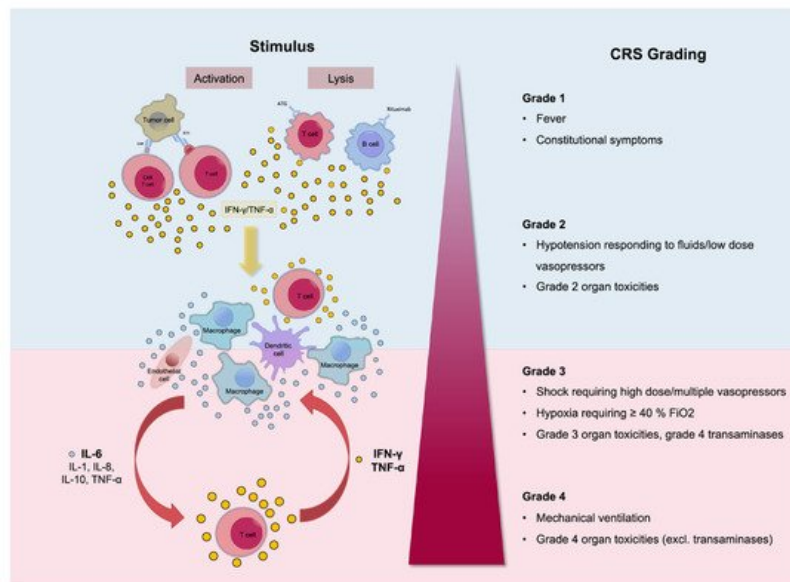 Stimulus
Activation
Lysis
ATG
Rituximab
Tumor cell
T cell
B cell
CAR
CAR
T cell
T cell
IFN-γ/TNF-α
T cell
Macrophage
Dendritic
cell
Endothelial
cell
Macrophage
Macrophage
IL-6
IL-1, IL-8,
IL-10, TNF-α
IFN-γ
TNF-α
T cell
CRS Grading
Grade 1
• Fever
• Constitutional symptoms
Grade 2
• Hypotension responding to fluids/low dose
vasopressors
• Grade 2 organ toxicities
Grade 3
• Shock requiring high dose/multiple vasopressors
• Hypoxia requiring ≥ 40 % FiO2
• Grade 3 organ toxicities, grade 4 transaminases
Grade 4
• Mechanical ventilation
• Grade 4 organ toxicities (excl. transaminases)